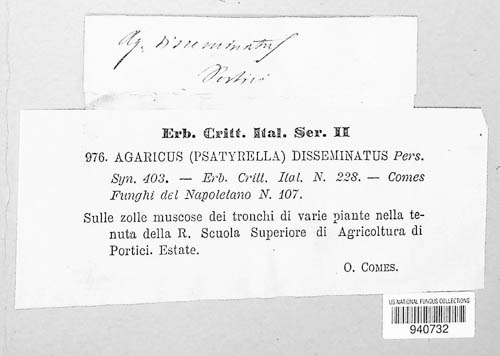 Ag. disseminatus
Portici
Erb. Critt. Ital. Ser. II
976. AGARICUS (PSATYRELLA) DISSEMINATUS Pers.
Syn. 403. — Erb. Critt. Ital. N. 228. — Comes
Funghi del Napoletano N. 107.
Sulle zolle muscose dei tronchi di varie piante nella te-
nuta della R. Scuola Superiore di Agricoltura di
Portici. Estate.
O. COMES.
US NATIONAL FUNGUS COLLECTIONS
940732